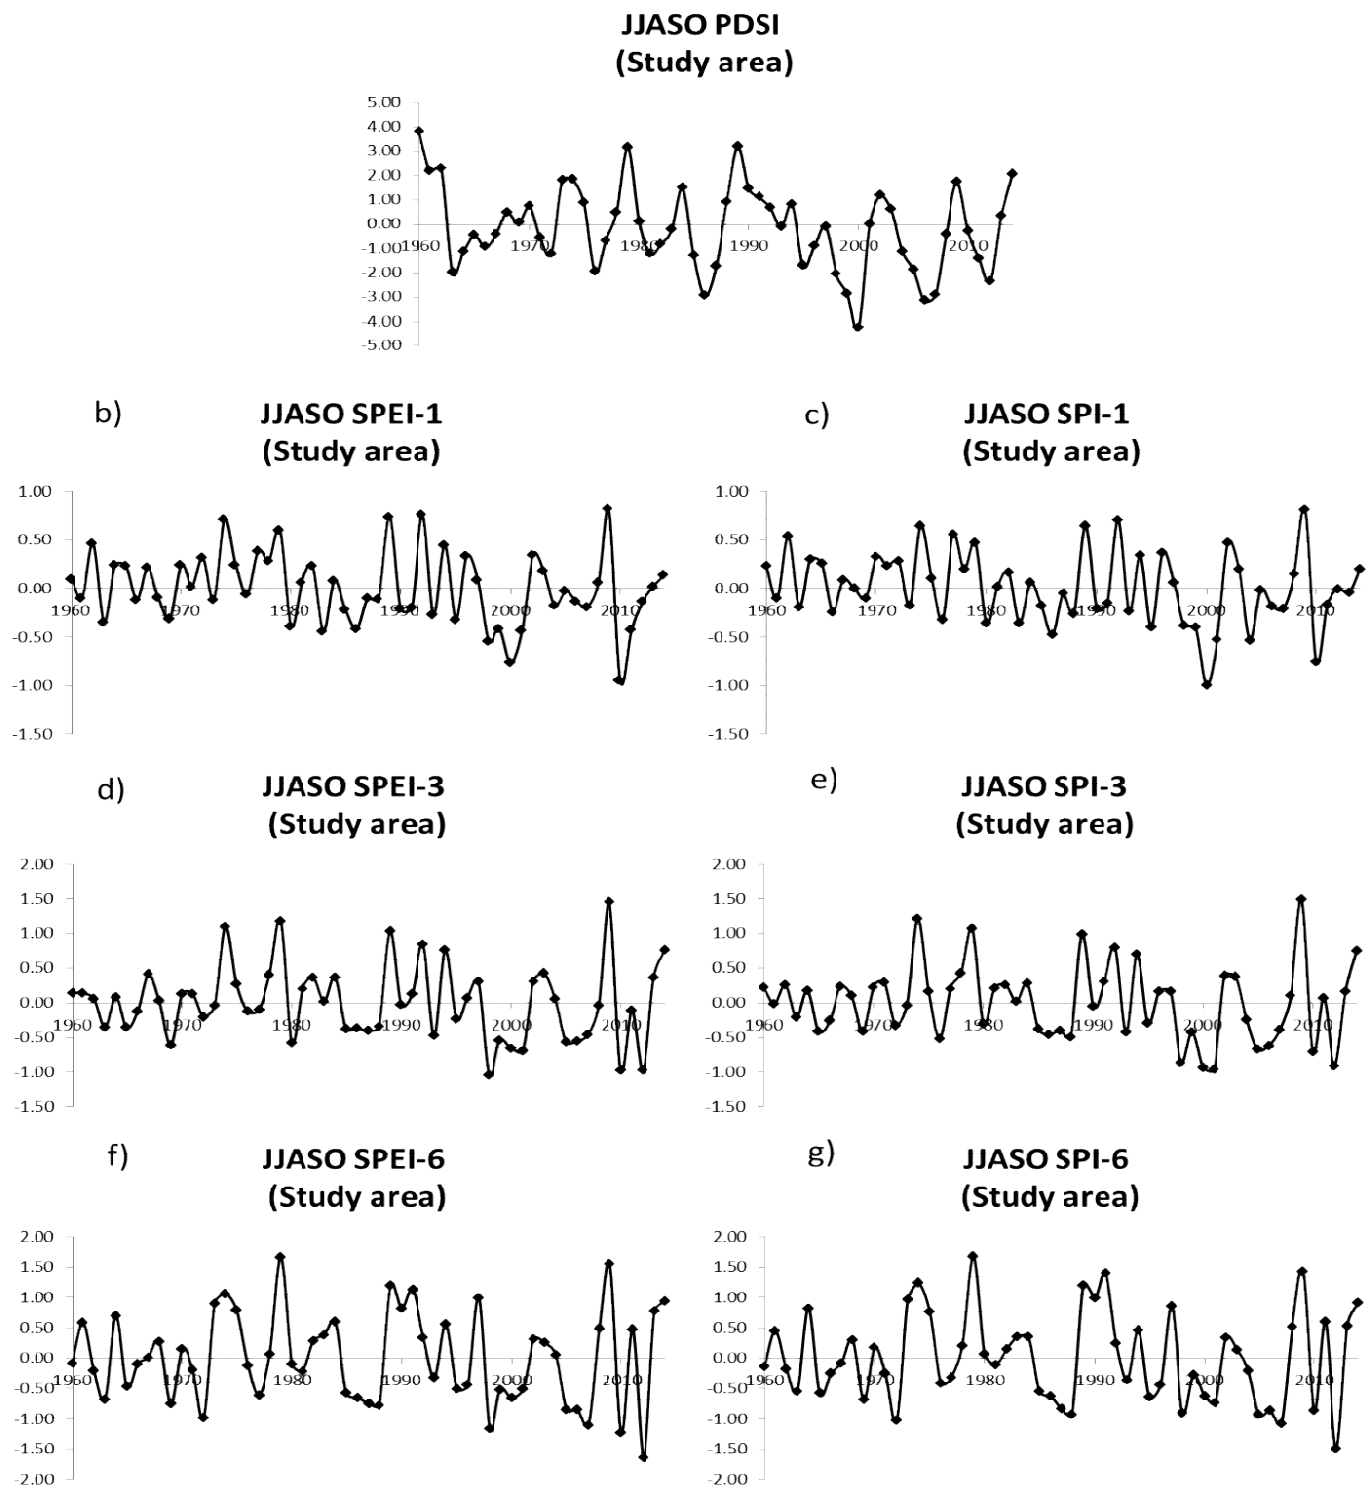 JJASO PDSI
(Study area)
5.00
4.00
3.00
2.00
1.00
0.00
-1.00
-2.00
-3.00
-4.00
-5.00
1960 1970 1980 1990 2000 2010
b)
JJASO SPEI-1
(Study area)
1.00
0.50
0.00
-0.50
-1.00
-1.50
1960 1970 1980 1990 2000 2010
c)
JJASO SPI-1
(Study area)
1.00
0.50
0.00
-0.50
-1.00
-1.50
1960 1970 1980 1990 2000 2010
d)
JJASO SPEI-3
(Study area)
2.00
1.50
1.00
0.50
0.00
-0.50
-1.00
-1.50
1960 1970 1980 1990 2000 2010
e)
JJASO SPI-3
(Study area)
2.00
1.50
1.00
0.50
0.00
-0.50
-1.00
-1.50
1960 1970 1980 1990 2000 2010
f)
JJASO SPEI-6
(Study area)
2.00
1.50
1.00
0.50
0.00
-0.50
-1.00
-1.50
-2.00
1960 1970 1980 1990 2000 2010
g)
JJASO SPI-6
(Study area)
2.00
1.50
1.00
0.50
0.00
-0.50
-1.00
-1.50
-2.00
1960 1970 1980 1990 2000 2010